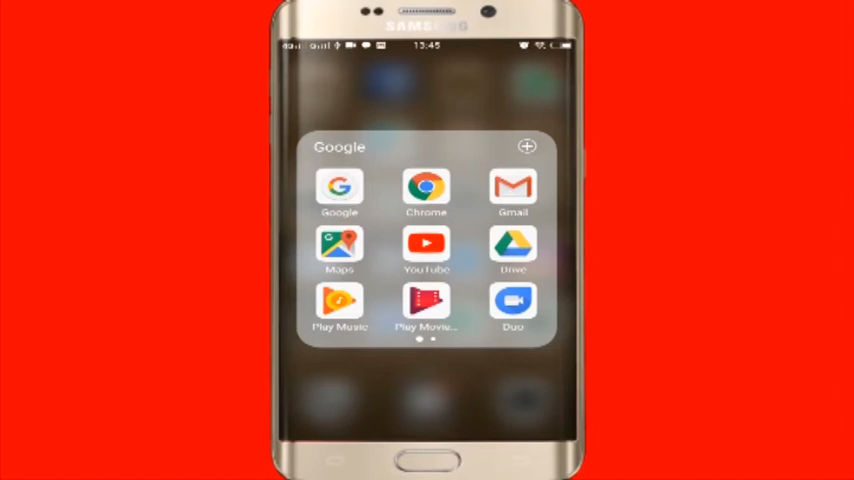 SAMSUNG
13:45
Google
Google Chrome Gmail
Maps YouTube Drive
Play Music Play Movie... Duo